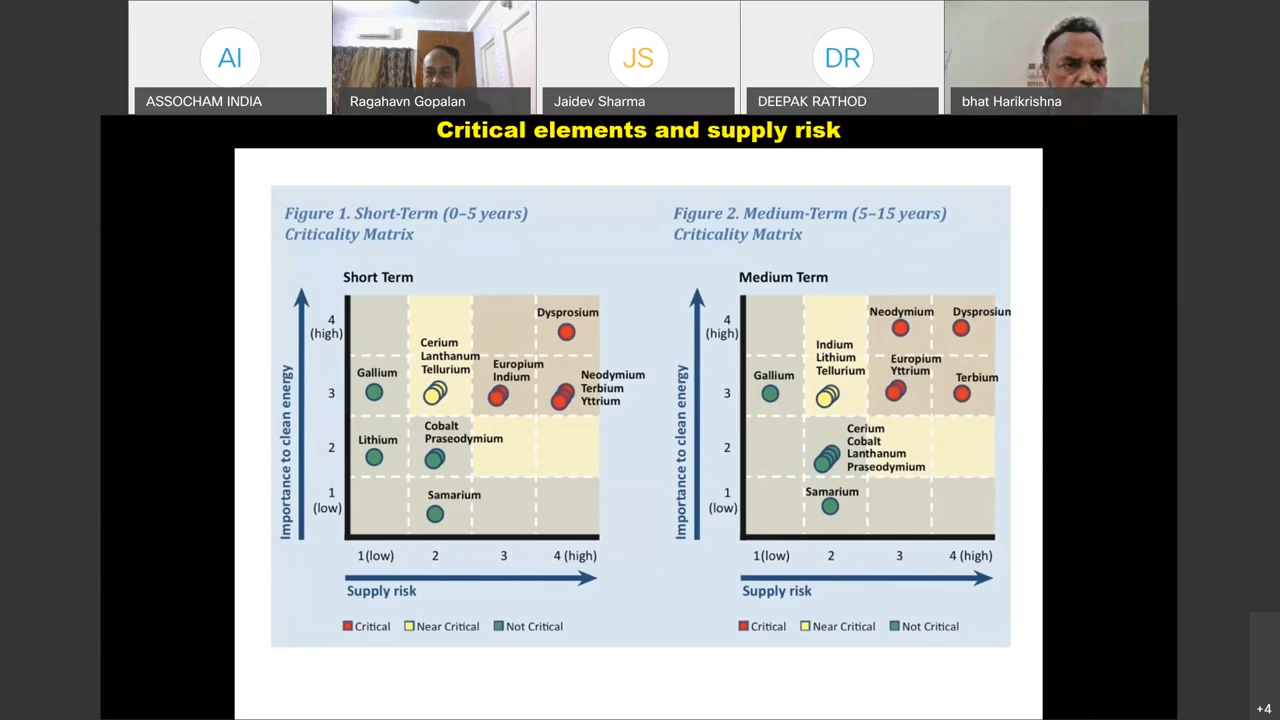 AI
JS
DR
ASSOCHAM INDIA
Ragahavn Gopalan
Jaidev Sharma
DEEPAK RATHOD
bhat Harikrishna
Critical elements and supply risk
Figure 1. Short-Term (0–5 years)
Criticality Matrix
Short Term
Importance to clean energy
4
(high)
3
2
1
(low)
Dysprosium
Cerium
Lanthanum
Tellurium
Gallium
Europium
Indium
Neodymium
Terbium
Yttrium
Lithium
Cobalt
Praseodymium
Samarium
1(low)
2
3
4 (high)
Supply risk
Critical
Near Critical
Not Critical
Figure 2. Medium-Term (5–15 years)
Criticality Matrix
Medium Term
Importance to clean energy
4
(high)
3
2
1
(low)
Neodymium
Dysprosiun
Indium
Lithium
Tellurium
Gallium
Europium
Yttrium
Terbium
Cerium
Cobalt
Lanthanum
Praseodymium
Samarium
1(low)
2
3
4 (high)
Supply risk
Critical
Near Critical
Not Critical
+4